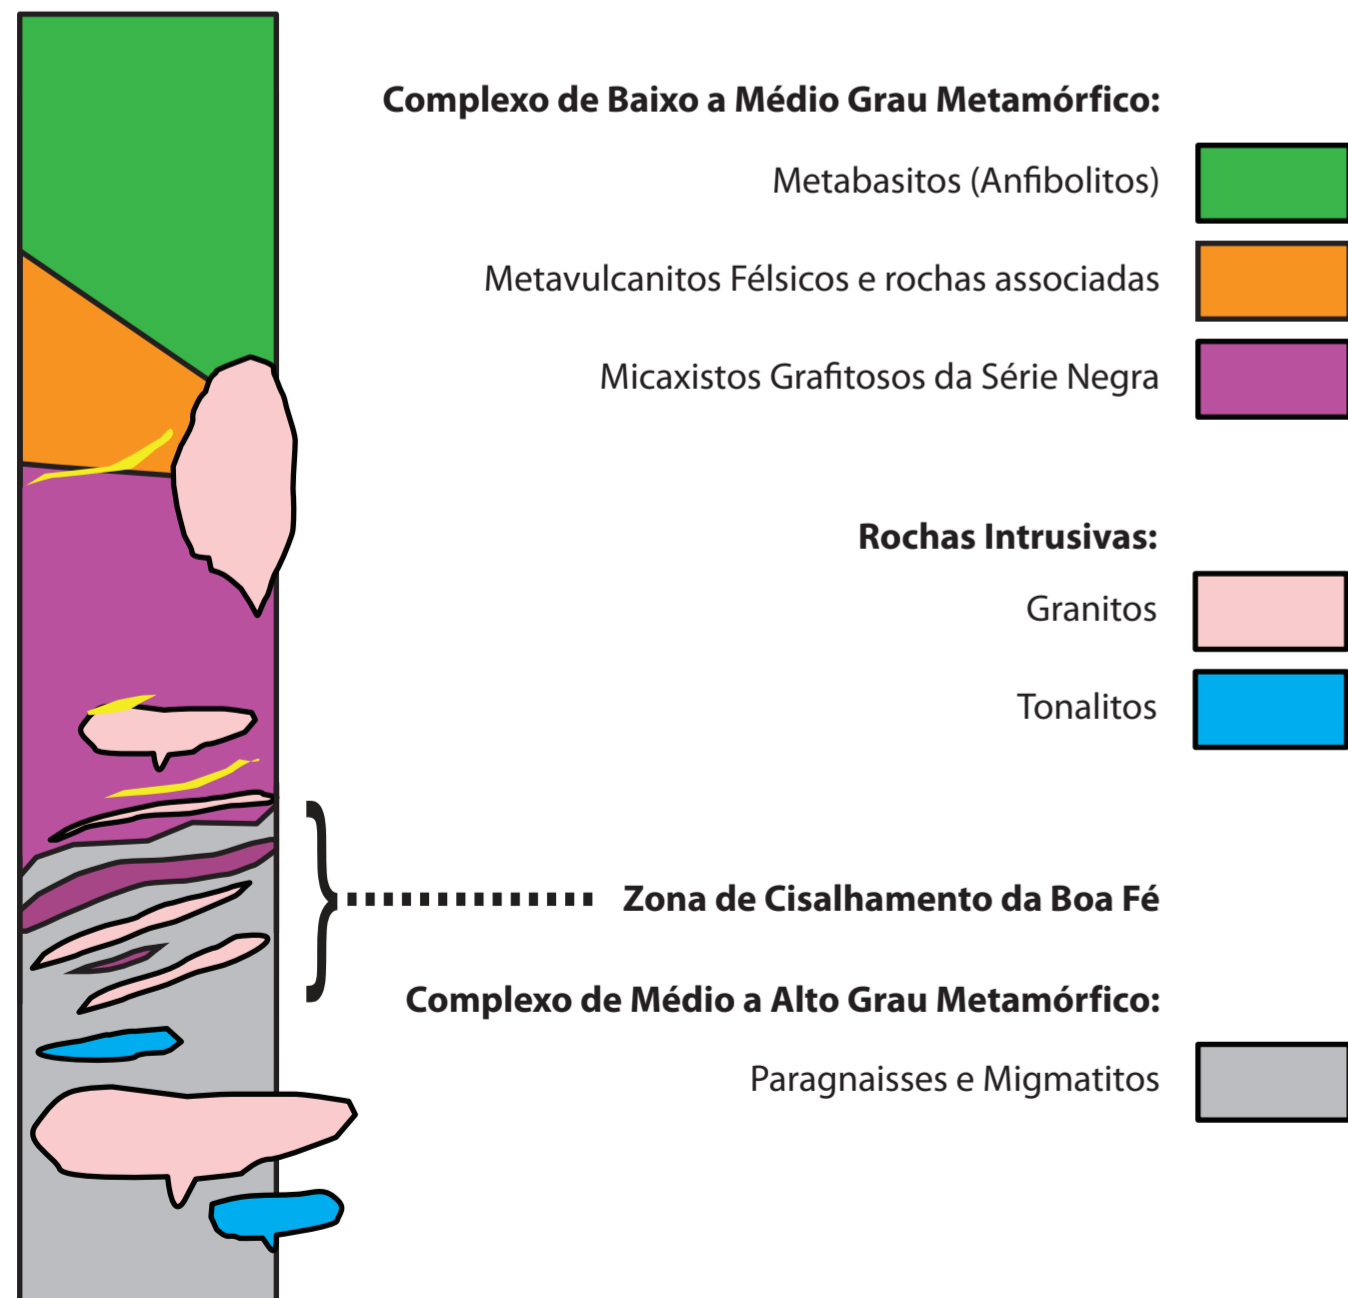 Complexo de Baixo a Médio Grau Metamórfico:
Metabasitos (Anfibolitos)
Metavulcanitos Félsicos e rochas associadas
Micaxistos Grafitosos da Série Negra
Rochas Intrusivas:
Granitos
Tonalitos
Zona de Cisalhamento da Boa Fé
Complexo de Médio a Alto Grau Metamórfico:
Paragnaisses e Migmatitos